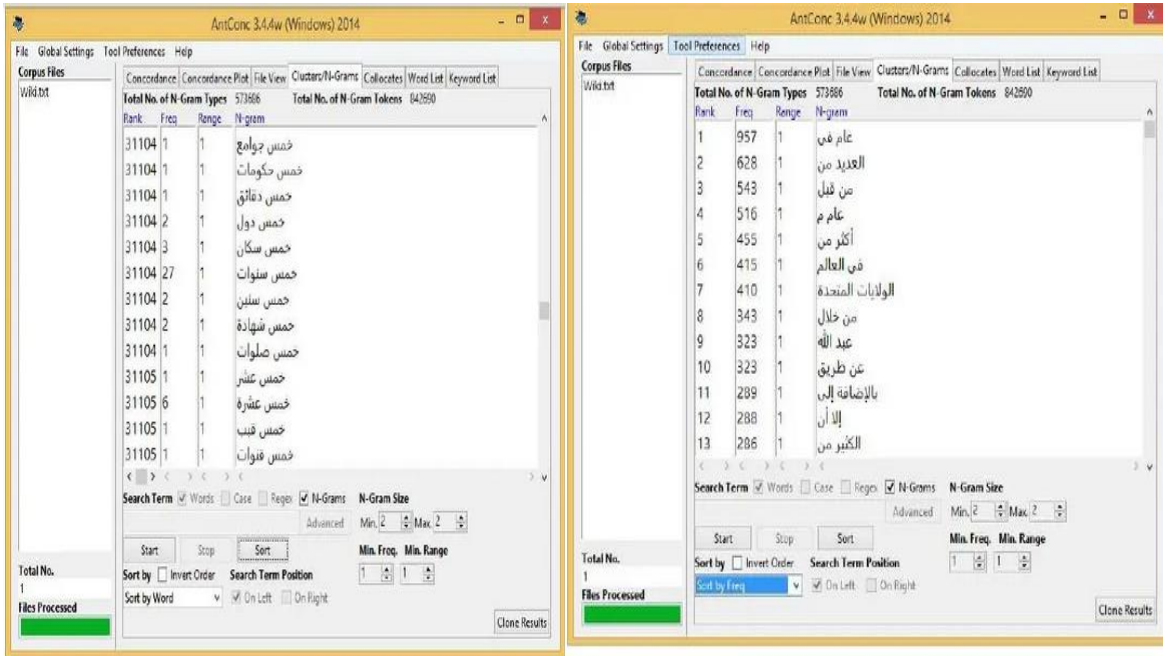 AntConc 3.4.4w (Windows) 2014
File Global Settings Tool Preferences Help
Corpus Files
Wiki.txt
Concordance Concordance Plot File View Clusters/N-Grams Collocates Word List Keyword List
Total No. of N-Gram Types 573686 Total No. of N-Gram Tokens 842690
Rank Freq Range N-gram
31104 1 1 خمس جوامع
31104 1 1 خمس حكومات
31104 1 1 خمس دقائق
31104 2 1 خمس دول
31104 3 1 خمس سكان
31104 27 1 خمس سنوات
31104 2 1 خمس سنين
31104 2 1 خمس شهادة
31104 1 1 خمس صلوات
31105 1 1 خمس عشر
31105 6 1 خمس عشرة
31105 1 1 خمس قبب
31105 1 1 خمس قنوات
Search Term Words Case Regex N-Grams N-Gram Size
Advanced Min. 2 Max. 2
Start Stop Sort Min. Freq. Min. Range
Total No.
1
Sort by Invert Order Search Term Position 1 1
Files Processed
Sort by Word On Left On Right
Clone Results
AntConc 3.4.4w (Windows) 2014
File Global Settings Tool Preferences Help
Corpus Files
Wiki.txt
Concordance Concordance Plot File View Clusters/N-Grams Collocates Word List Keyword List
Total No. of N-Gram Types 573686 Total No. of N-Gram Tokens 842690
Rank Freq Range N-gram
1 957 1 عام في
2 628 1 العديد من
3 543 1 من قبل
4 516 1 عام م
5 455 1 أكثر من
6 415 1 في العالم
7 410 1 الولايات المتحدة
8 343 1 من خلال
9 323 1 عبد الله
10 323 1 عن طريق
11 289 1 بالإضافة إلى
12 288 1 إلا أن
13 286 1 الكثير من
Search Term Words Case Regex N-Grams N-Gram Size
Advanced Min. 2 Max. 2
Start Stop Sort Min. Freq. Min. Range
Total No.
1
Sort by Invert Order Search Term Position 1 1
Files Processed
Sort by Freq On Left On Right
Clone Results